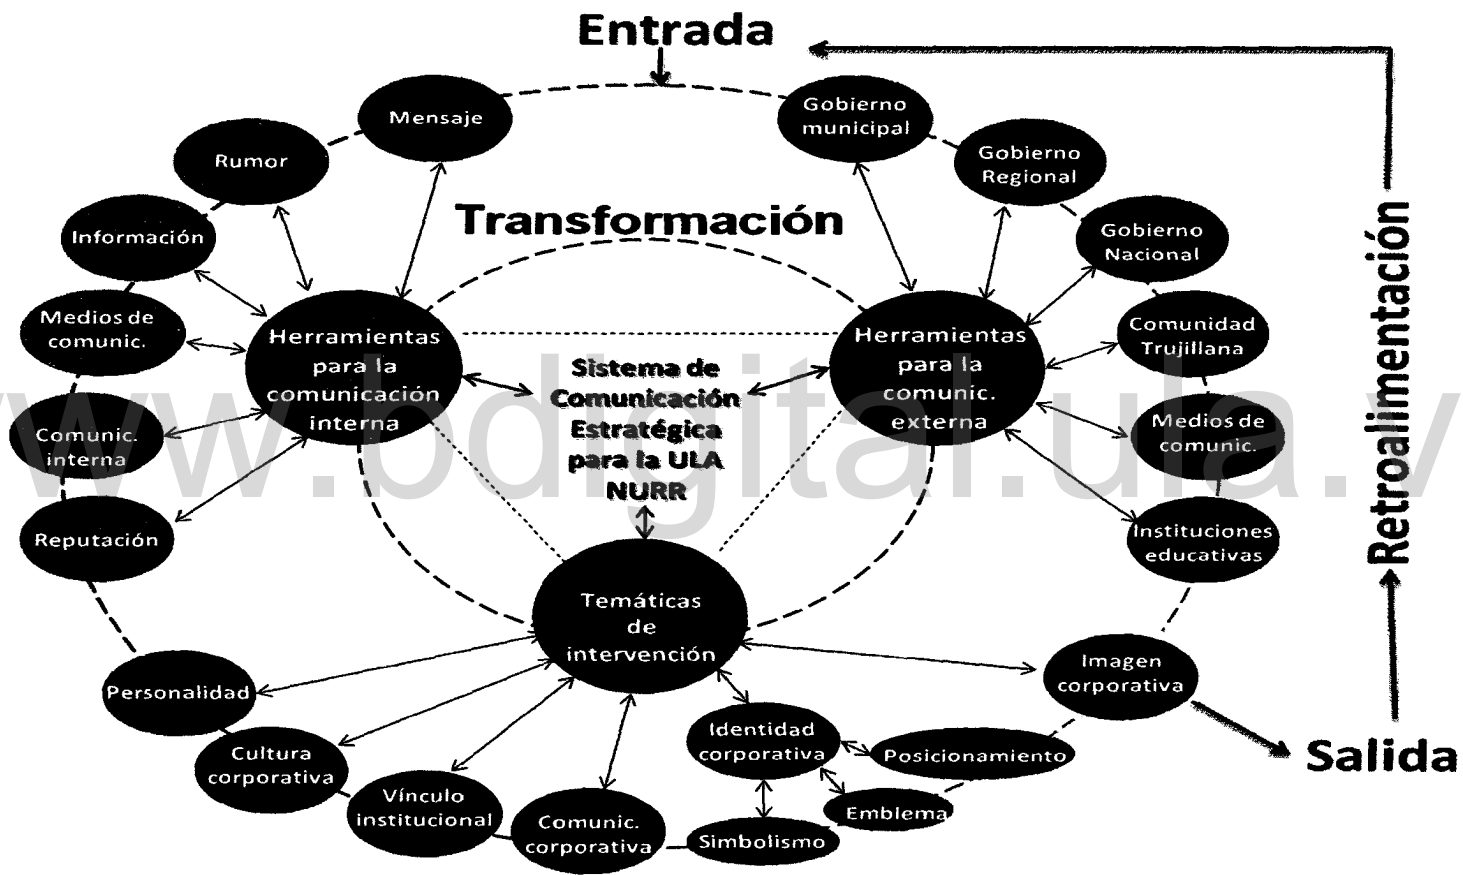 Entrada
Mensaje
Gobierno
municipal
Rumor
Gobierno
Regional
Transformación
Información
Gobierno
Nacional
Medios de
comunic.
Herramientas
para la
comunicación
interna
Herramientas
para la
comunic.
externa
Comunidad
Trujillana
Sistema de
Comunicación
Estratégica
para la ULA
NURR
Comunic.
interna
Medios de
comunic.
Reputación
Instituciones
educativas
Retroalimentación
Temáticas
de
intervención
Personalidad
Imagen
corporativa
Cultura
corporativa
Identidad
corporativa
Posicionamiento
Salida
Vínculo
institucional
Comunic.
corporativa
Simbolismo
Emblema
www.bdigital.ula.v